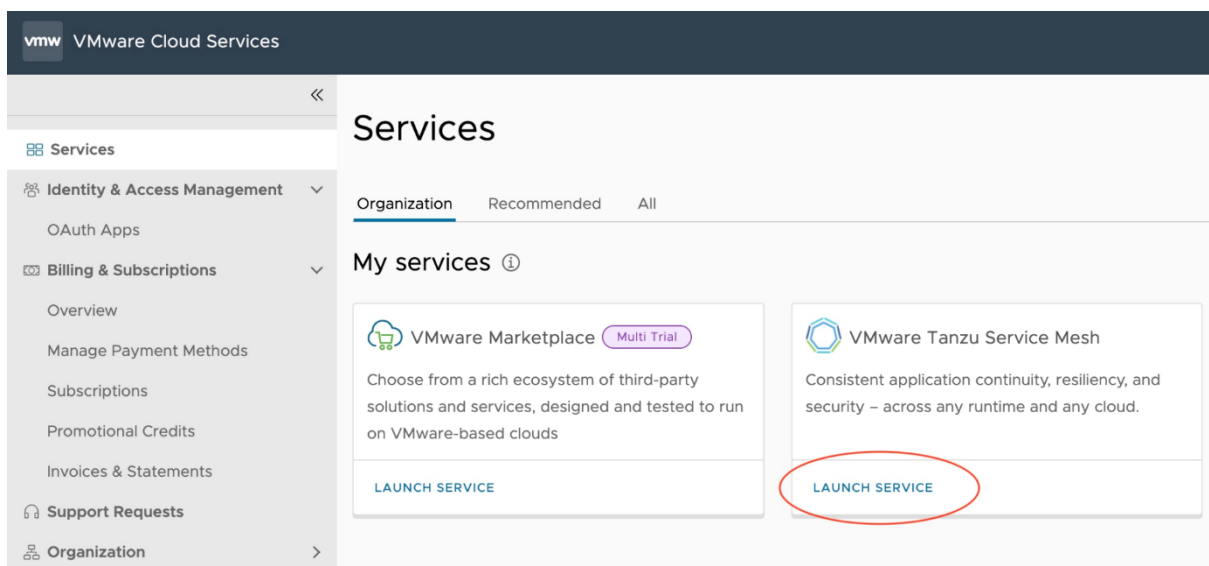 vmw VMware Cloud Services
Services
Identity & Access Management
OAuth Apps
Billing & Subscriptions
Overview
Manage Payment Methods
Subscriptions
Promotional Credits
Invoices & Statements
Support Requests
Organization
Services
Organization Recommended All
My services
VMware Marketplace Multi Trial
Choose from a rich ecosystem of third-party
solutions and services, designed and tested to run
on VMware-based clouds
LAUNCH SERVICE
VMware Tanzu Service Mesh
Consistent application continuity, resiliency, and
security – across any runtime and any cloud.
LAUNCH SERVICE